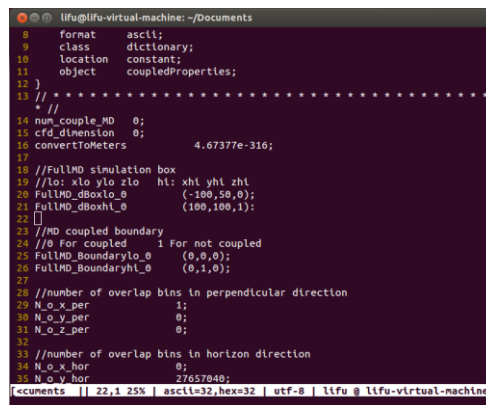 lifu@lifu-virtual-machine: ~/Documents
8 format ascii;
9 class dictionary;
10 location constant;
11 object coupledProperties;
12 }
13 // * * * * * * * * * * * * * * * * * * * * * * * * * * * * * * * * * * * * *
* //
14 num_couple_MD 0;
15 cfd_dimension 0;
16 convertToMeters 4.67377e-316;
17
18 //FullMD simulation box
19 //lo: xlo ylo zlo hi: xhi yhi zhi
20 FullMD_dBoxlo_0 (-100,50,0);
21 FullMD_dBoxhi_0 (100,100,1):
22
23 //MD coupled boundary
24 //0 For coupled 1 For not coupled
25 FullMD_Boundarylo_0 (0,0,0);
26 FullMD_Boundaryhi_0 (0,1,0);
27
28 //number of overlap bins in perpendicular direction
29 N_o_x_per 1;
30 N_o_y_per 0;
31 N_o_z_per 0;
32
33 //number of overlap bins in horizon direction
34 N_o_x_hor 0;
35 N_o_y_hor 27657040;
[<cuments || 22,1 25% | ascii=32,hex=32 | utf-8 | lifu @ lifu-virtual-machine